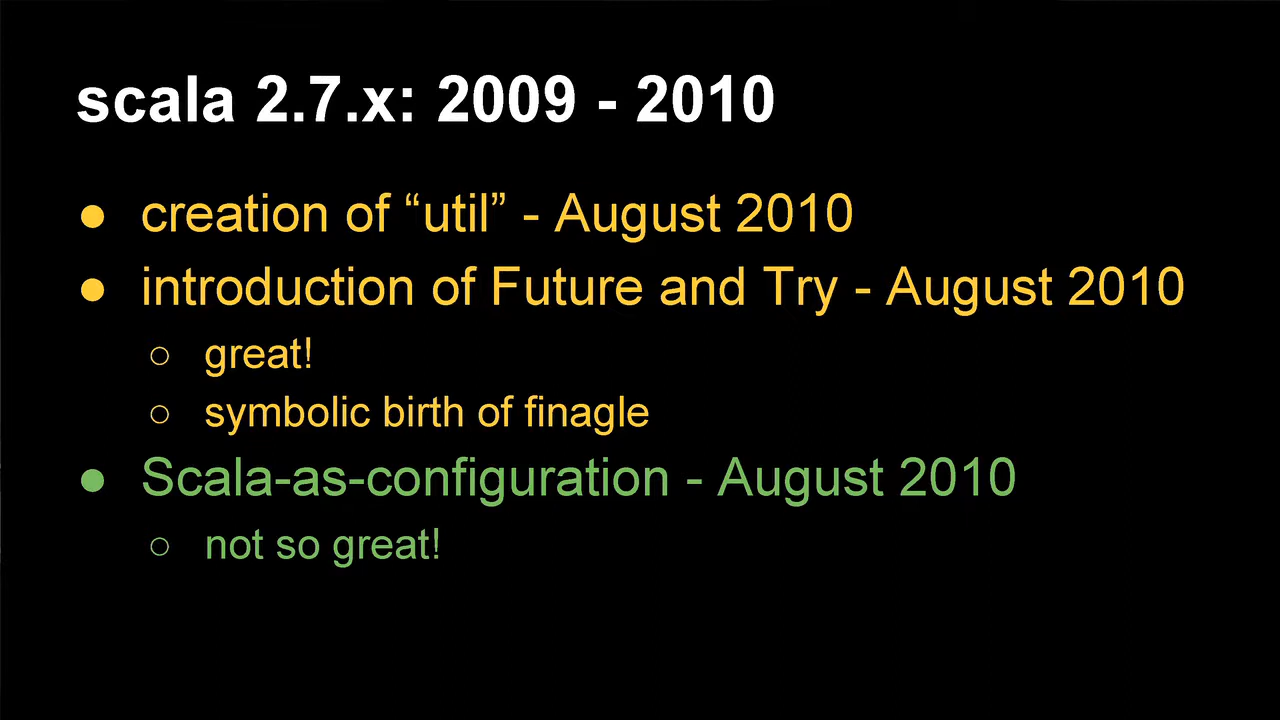 scala 2.7.x: 2009 - 2010
● creation of “util” - August 2010
● introduction of Future and Try - August 2010
○ great!
○ symbolic birth of finagle
● Scala-as-configuration - August 2010
○ not so great!